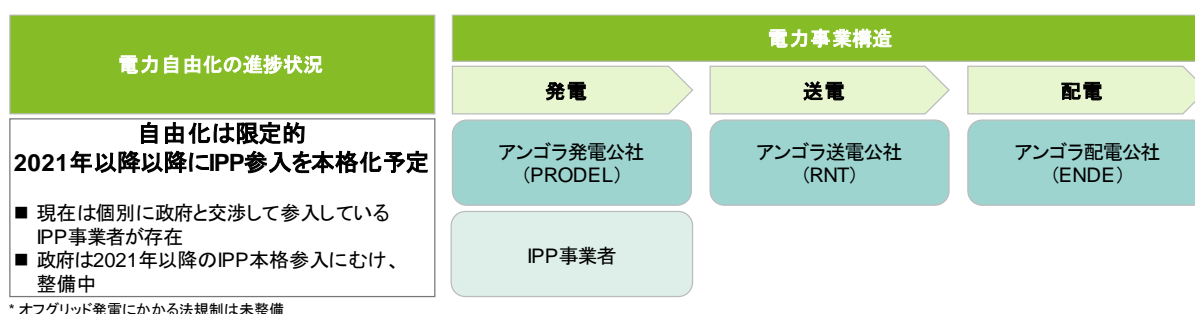 電力自由化の進捗状況
自由化は限定的
2021年以降以降にIPP参入を本格化予定
■ 現在は個別に政府と交渉して参入している
IPP事業者が存在
■ 政府は2021年以降のIPP本格参入にむけ、
整備中
* オフグリッド発電にかかる法規制は未整備
電力事業構造
発電
送電
配電
アンゴラ発電公社
（PRODEL）
アンゴラ送電公社
（RNT）
アンゴラ配電公社
（ENDE）
IPP事業者